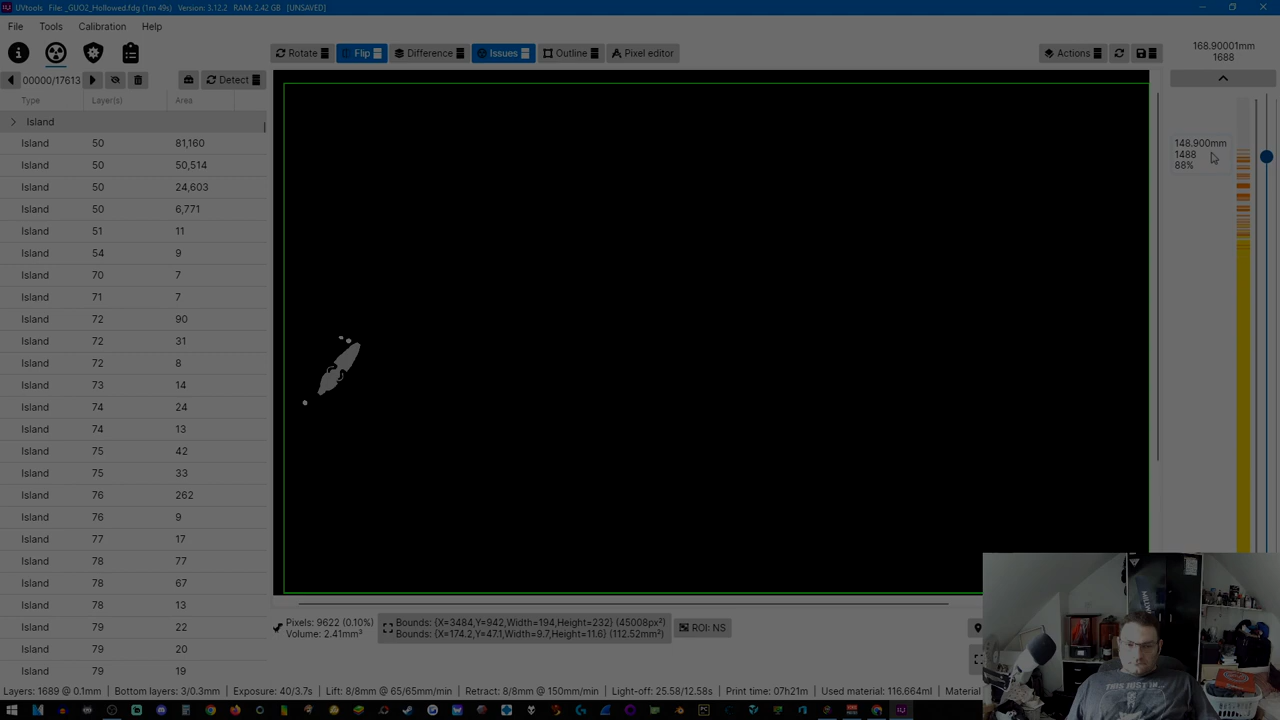 UVtools File: _GUO2_Hollowed.fdg (1m 49s) Version: 3.12.2 RAM: 2.42 GB [UNSAVED]
File Tools Calibration Help
Rotate Flip Difference Issues Outline Pixel editor Actions
168.90001mm
1688
00000/17613 Detect
Type Layer(s) Area
Island
Island 50 81,160
Island 50 50,514
Island 50 24,603
Island 50 6,771
Island 51 11
Island 54 9
Island 70 7
Island 71 7
Island 72 90
Island 72 31
Island 72 8
Island 73 14
Island 74 24
Island 74 13
Island 75 42
Island 75 33
Island 76 262
Island 76 9
Island 77 17
Island 78 77
Island 78 67
Island 78 13
Island 79 22
Island 79 20
Island 79 19
148.900mm
1488
88%
Pixels: 9622 (0.10%)
Volume: 2.41mm³
Bounds: {X=3484,Y=942,Width=194,Height=232} (45008px²)
Bounds: {X=174.2,Y=47.1,Width=9.7,Height=11.6} (112.52mm²)
ROI: NS
Layers: 1689 @ 0.1mm Bottom layers: 3/0.3mm Exposure: 40/3.7s Lift: 8/8mm @ 65/65mm/min Retract: 8/8mm @ 150mm/min Light-off: 25.58/12.58s Print time: 07h21m Used material: 116.664ml Material